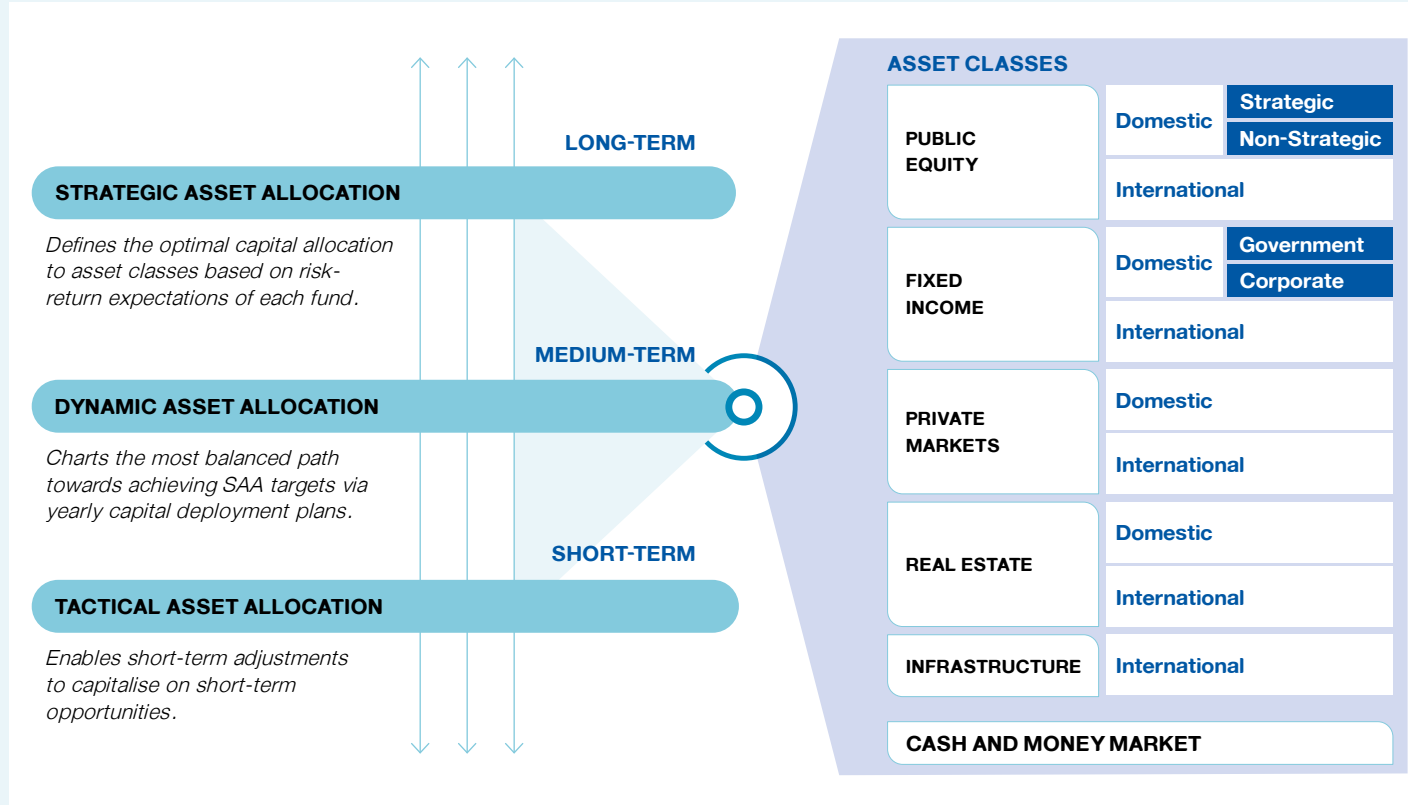 LONG-TERM
STRATEGIC ASSET ALLOCATION
Defines the optimal capital allocation
to asset classes based on risk-
return expectations of each fund.
MEDIUM-TERM
DYNAMIC ASSET ALLOCATION
Charts the most balanced path
towards achieving SAA targets via
yearly capital deployment plans.
SHORT-TERM
TACTICAL ASSET ALLOCATION
Enables short-term adjustments
to capitalise on short-term
opportunities.
ASSET CLASSES
PUBLIC
EQUITY
Domestic
Strategic
Non-Strategic
International
FIXED
INCOME
Domestic
Government
Corporate
International
PRIVATE
MARKETS
Domestic
International
REAL ESTATE
Domestic
International
INFRASTRUCTURE
International
CASH AND MONEY MARKET